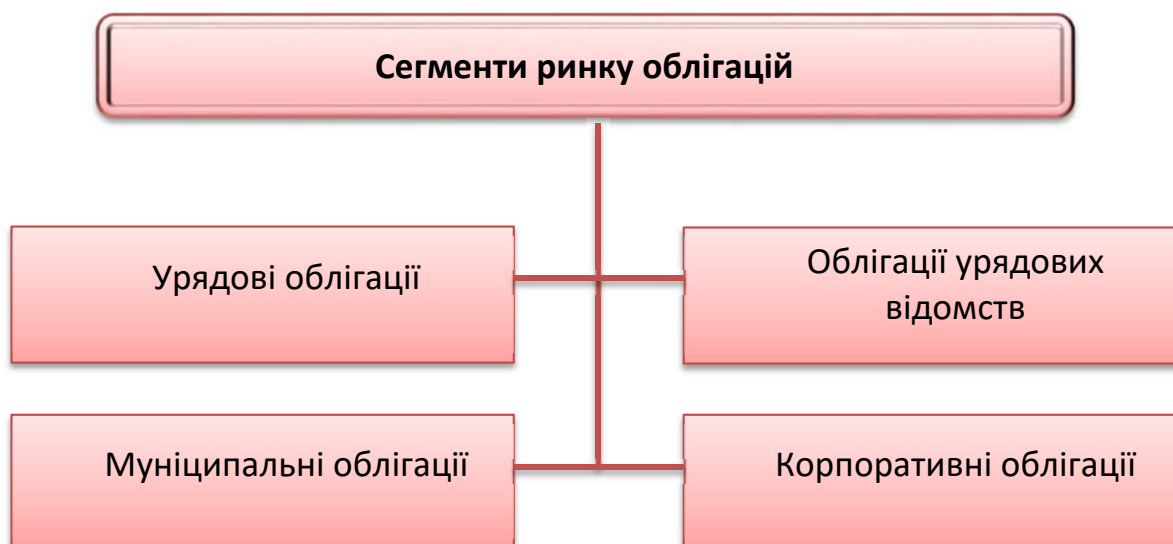 Сегменти ринку облігацій
Урядові облігації
Облігації урядових
відомств
Муніципальні облігації
Корпоративні облігації